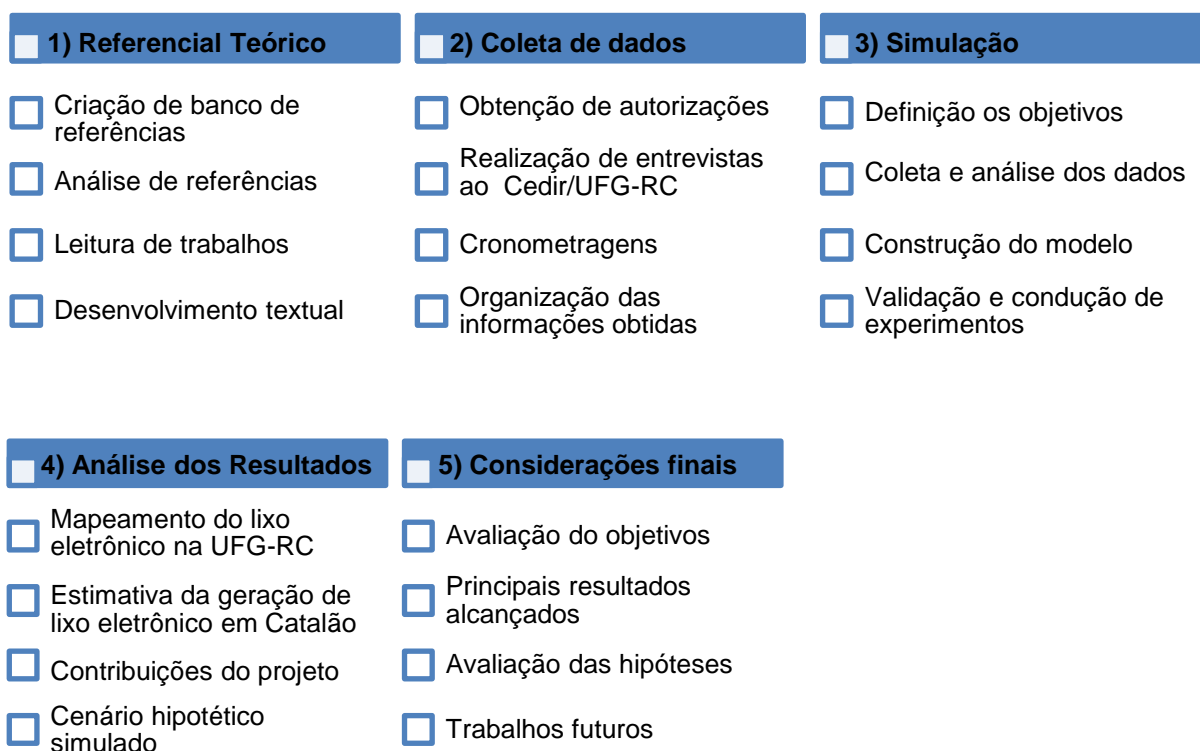 1) Referencial Teórico
Criação de banco de
referências
Análise de referências
Leitura de trabalhos
Desenvolvimento textual
2) Coleta de dados
Obtenção de autorizações
Realização de entrevistas
ao Cedir/UFG-RC
Cronometragens
Organização das
informações obtidas
3) Simulação
Definição os objetivos
Coleta e análise dos dados
Construção do modelo
Validação e condução de
experimentos
4) Análise dos Resultados
Mapeamento do lixo
eletrônico na UFG-RC
Estimativa da geração de
lixo eletrônico em Catalão
Contribuições do projeto
Cenário hipotético
simulado
5) Considerações finais
Avaliação do objetivos
Principais resultados
alcançados
Avaliação das hipóteses
Trabalhos futuros